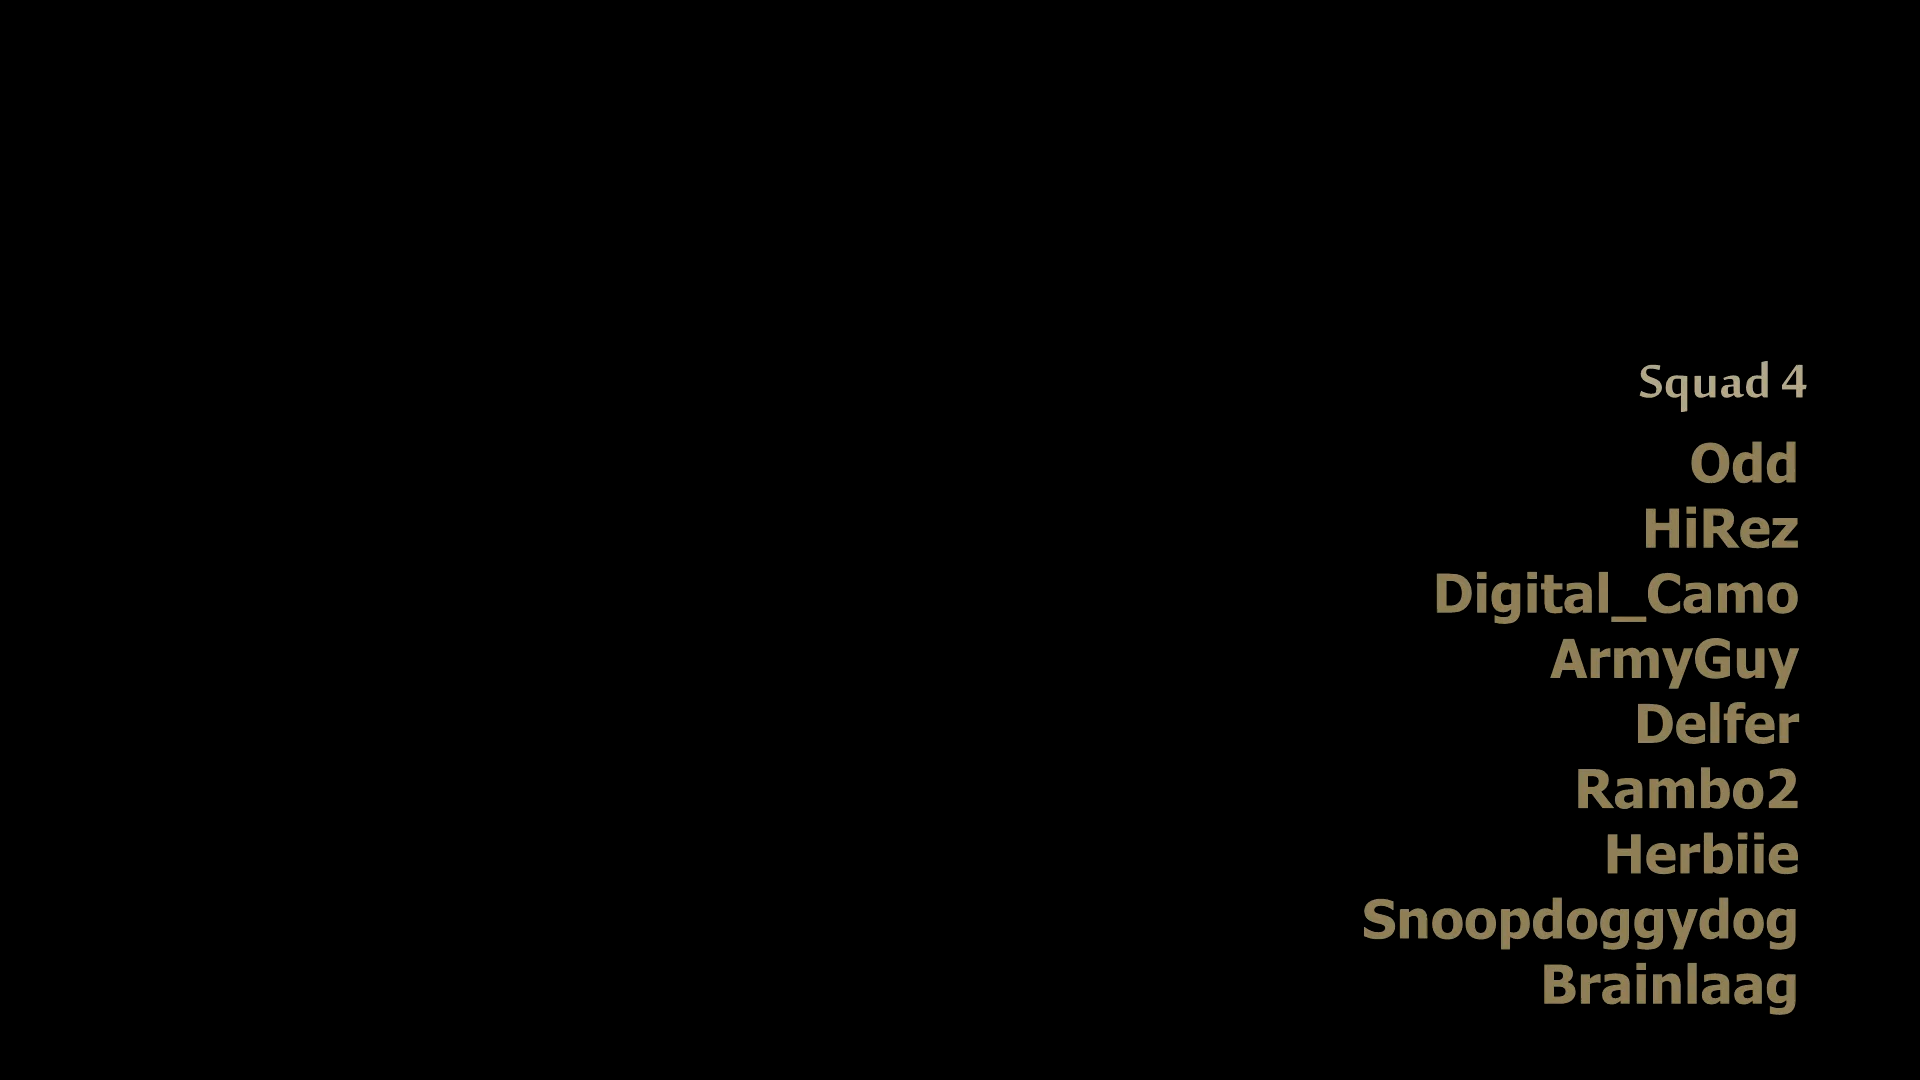 Squad 4
Odd
HiRez
Digital_Camo
ArmyGuy
Delfer
Rambo2
Herbiie
Snoopdoggydog
Brainlaag